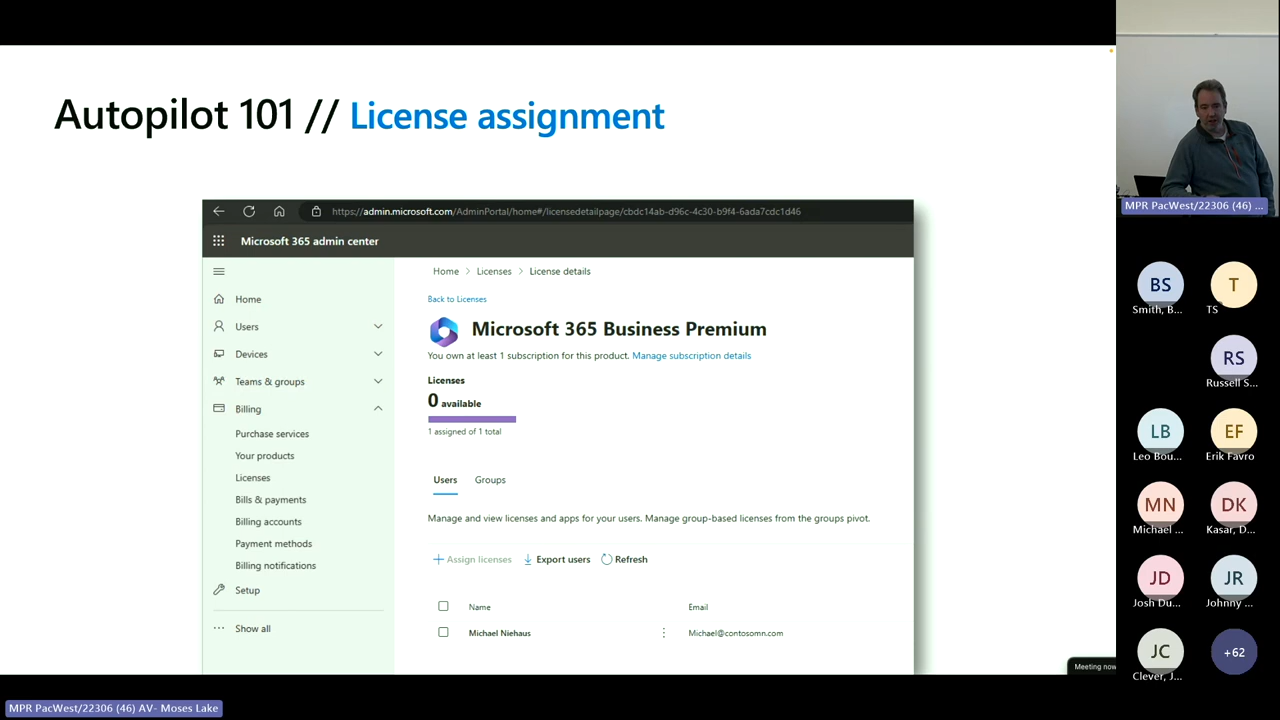 Autopilot 101 // License assignment
https://admin.microsoft.com/AdminPortal/home#/licensedetailpage/cbdc14ab-d96c-4c30-b9f4-6ada7cdc1d46
Microsoft 365 admin center
Home
Users
Devices
Teams & groups
Billing
Purchase services
Your products
Licenses
Bills & payments
Billing accounts
Payment methods
Billing notifications
Setup
Show all
Home > Licenses > License details
Back to Licenses
Microsoft 365 Business Premium
You own at least 1 subscription for this product. Manage subscription details
Licenses
0 available
1 assigned of 1 total
Users Groups
Manage and view licenses and apps for your users. Manage group-based licenses from the groups pivot.
+ Assign licenses Export users Refresh
Name Email
Michael Niehaus Michael@contosomn.com
Meeting now
MPR PacWest/22306 (46) AV- Moses Lake
MPR PacWest/22306 (46) ...
BS T
Smith, B... TS
RS
Russell S...
LB EF
Leo Bou... Erik Favro
MN DK
Michael ... Kasar, D...
JD JR
Josh Du... Johnny ...
JC +62
Clever, J...